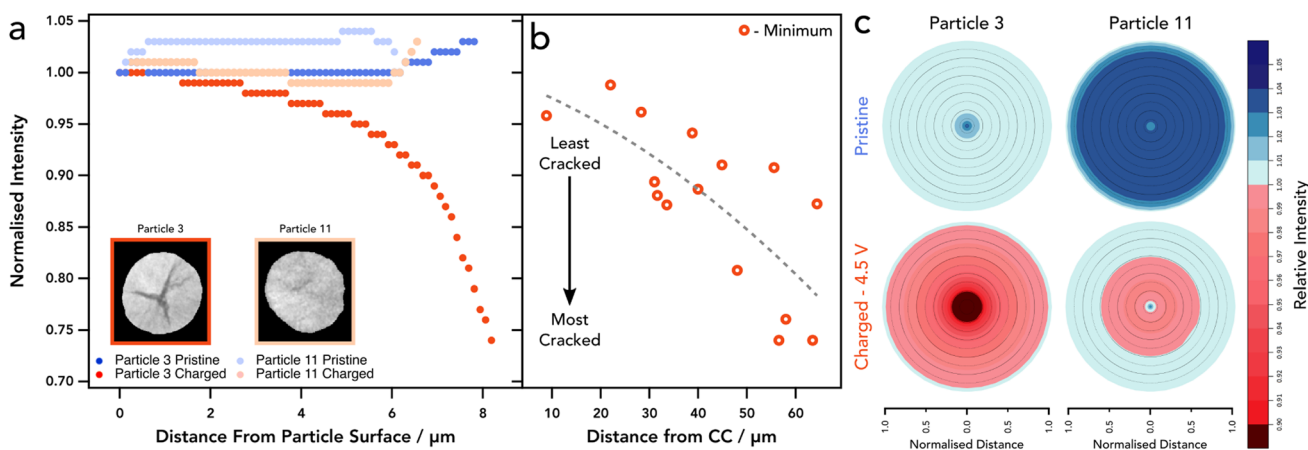 a
Normalised Intensity
1.05
1.00
0.95
0.90
0.85
0.80
0.75
0.70
Particle 3
Particle 11
Particle 3 Pristine
Particle 3 Charged
Particle 11 Pristine
Particle 11 Charged
0 2 4 6 8
Distance From Particle Surface / μm
b
- Minimum
Least
Cracked
Most
Cracked
10 20 30 40 50 60
Distance from CC / μm
c
Particle 3
Particle 11
Pristine
Charged - 4.5 V
1.0 0.5 0.0 0.5 1.0
Normalised Distance
1.0 0.5 0.0 0.5 1.0
Normalised Distance
1.05
1.04
1.03
1.02
1.01
1.00
0.99
0.98
0.97
0.96
0.95
0.94
0.93
0.92
0.91
0.90
Relative Intensity